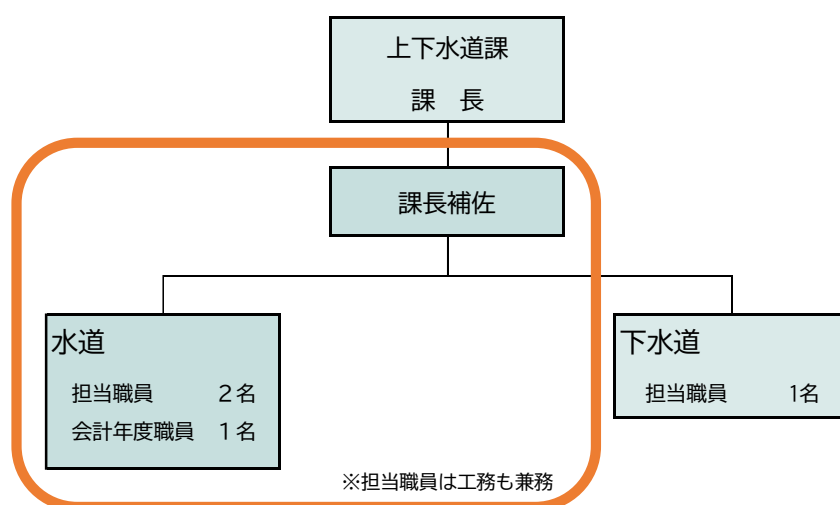 上下水道課
課　長
課長補佐
水道
担当職員　　　２名
会計年度職員　１名
下水道
担当職員　　　1名
※担当職員は工務も兼務